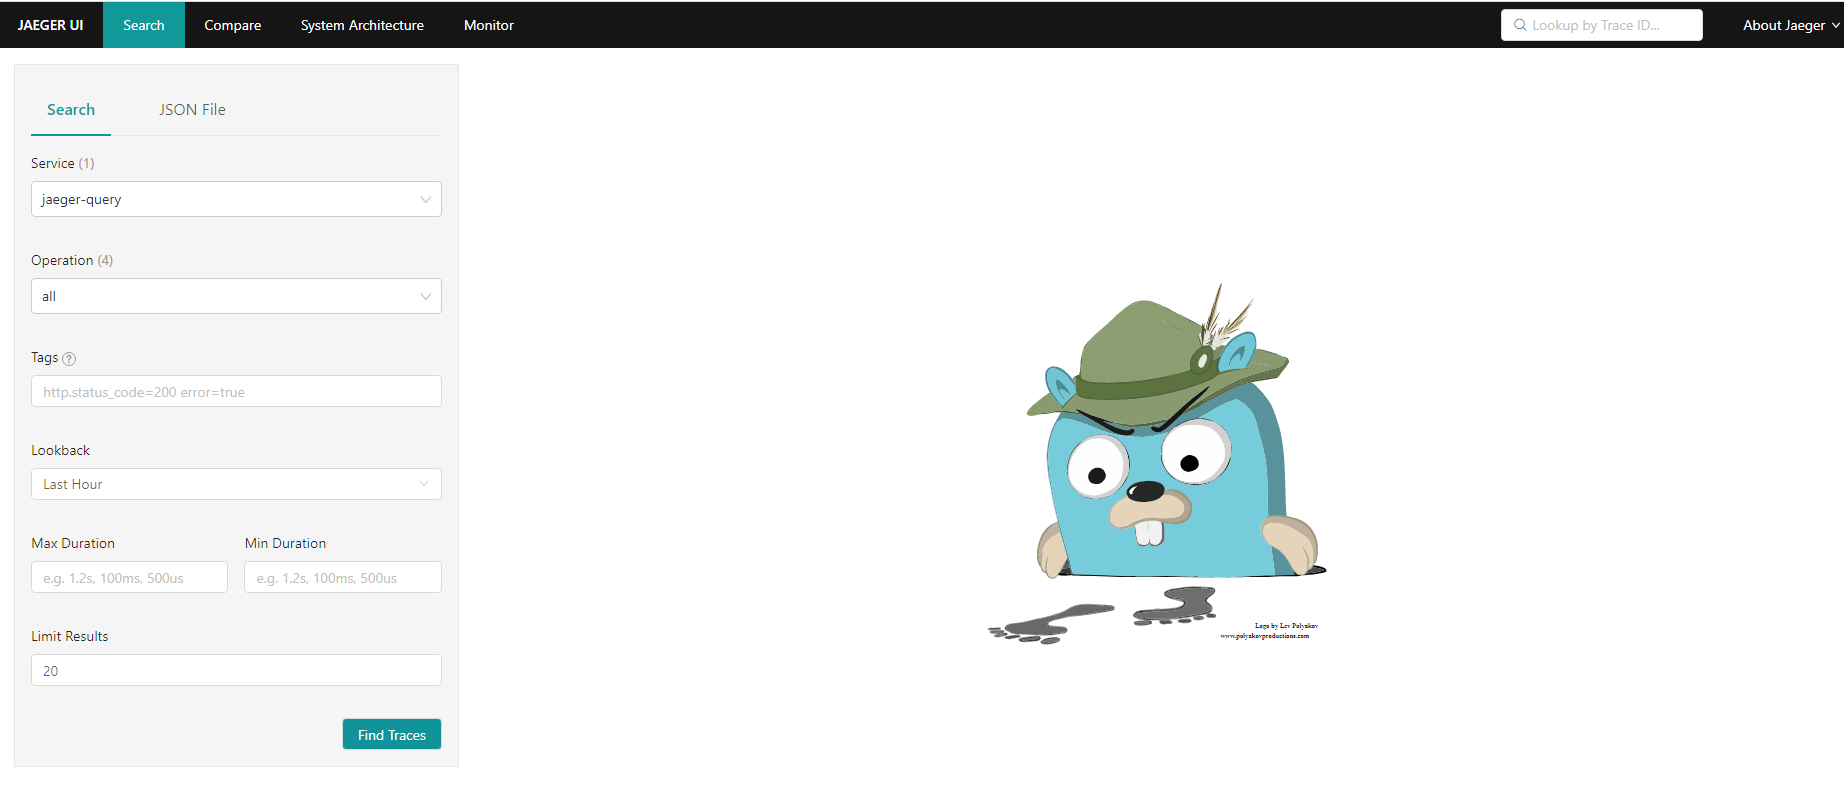 JAEGER UI Search Compare System Architecture Monitor Lookup by Trace ID... About Jaeger
Search JSON File
Service (1)
jaeger-query
Operation (4)
all
Tags ?
http.status_code=200 error=true
Lookback
Last Hour
Max Duration Min Duration
e.g. 1.2s, 100ms, 500us e.g. 1.2s, 100ms, 500us
Limit Results
20
Find Traces
Logo by Lev Polyakov
www.polyakovproductions.com